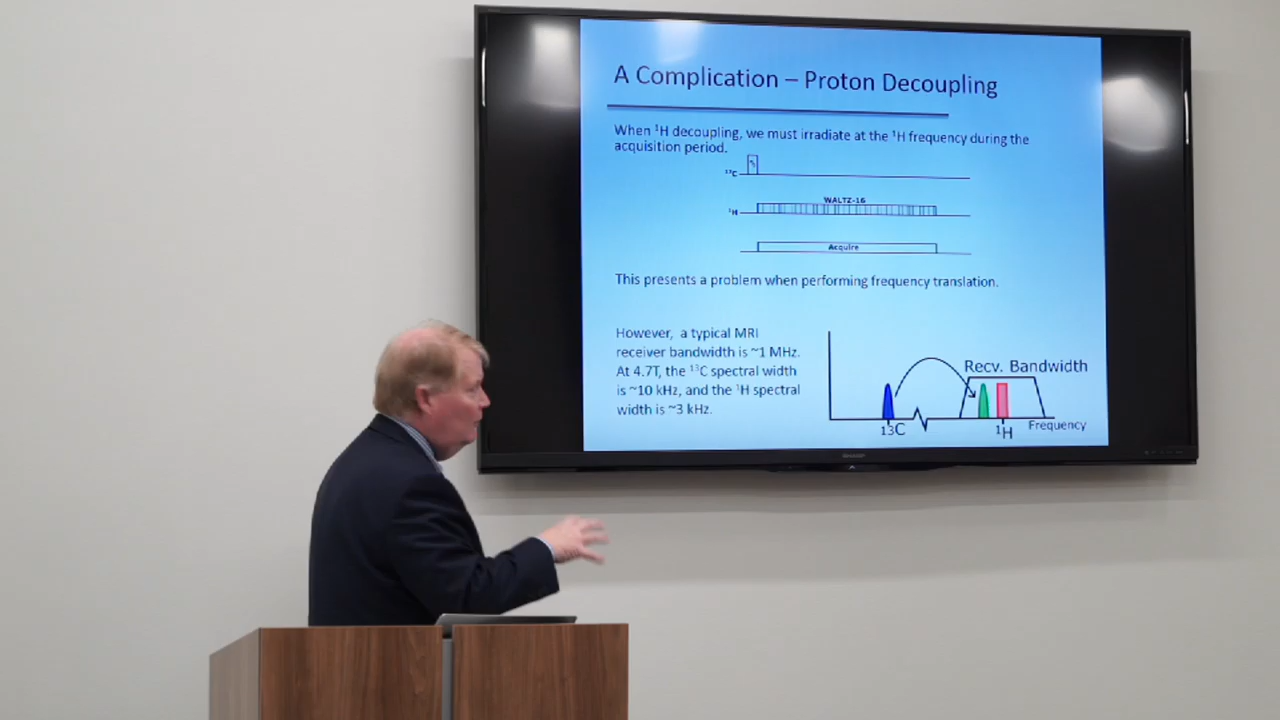 A Complication – Proton Decoupling
When ¹H decoupling, we must irradiate at the ¹H frequency during the
acquisition period.
¹³C
WALTZ-16
¹H
Acquire
This presents a problem when performing frequency translation.
However, a typical MRI
receiver bandwidth is ~1 MHz.
At 4.7T, the ¹³C spectral width
is ~10 kHz, and the ¹H spectral
width is ~3 kHz.
Recv. Bandwidth
13C
¹H
Frequency
SHARP